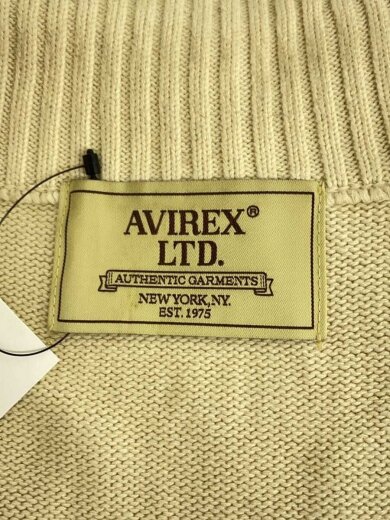 AVIREX®
LTD.
AUTHENTIC GARMENTS
NEW YORK, NY.
EST. 1975